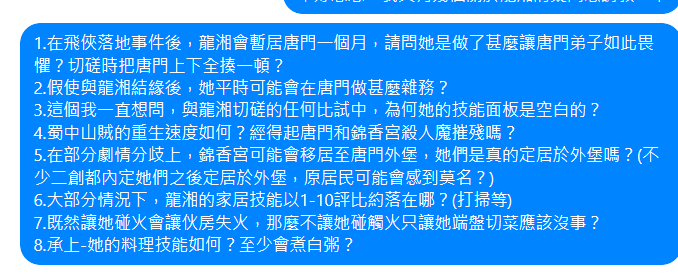 1.在飛俠落地事件後，龍湘會暫居唐門一個月，請問她是做了甚麼讓唐門弟子如此畏
懼？切磋時把唐門上下全揍一頓？
2.假使與龍湘結緣後，她平時可能會在唐門做甚麼雜務？
3.這個我一直想問，與龍湘切磋的任何比試中，為何她的技能面板是空白的？
4.蜀中山賊的重生速度如何？經得起唐門和錦香宮殺人魔摧殘嗎？
5.在部分劇情分歧上，錦香宮可能會移居至唐門外堡，她們是真的定居於外堡嗎？(不
少二創都內定她們之後定居於外堡，原居民可能會感到莫名？)
6.大部分情況下，龍湘的家居技能以1-10評比約落在哪？(打掃等)
7.既然讓她碰火會讓伙房失火，那麼不讓她碰觸火只讓她端盤切菜應該沒事？
8.承上-她的料理技能如何？至少會煮白粥？